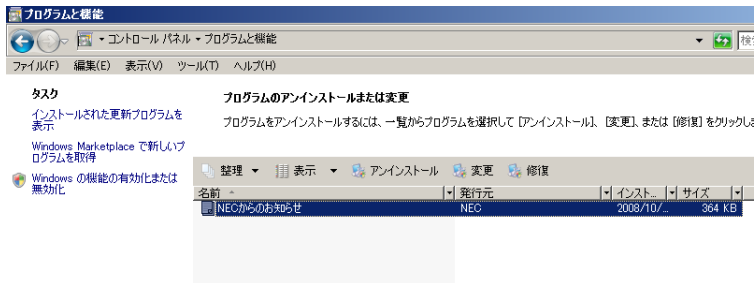 プログラムと機能
コントロール パネル プログラムと機能
ファイル(F) 編集(E) 表示(V) ツール(T) ヘルプ(H)
タスク
インストールされた更新プログラムを
表示
Windows Marketplace で新しいプ
ログラムを取得
Windows の機能の有効化または
無効化
プログラムのアンインストールまたは変更
プログラムをアンインストールするには、一覧からプログラムを選択して [アンインストール]、[変更]、または [修復] をクリックしま
整理 表示 アンインストール 変更 修復
名前 発行元 インスト... サイズ
NECからのお知らせ NEC 2008/10/... 364 KB